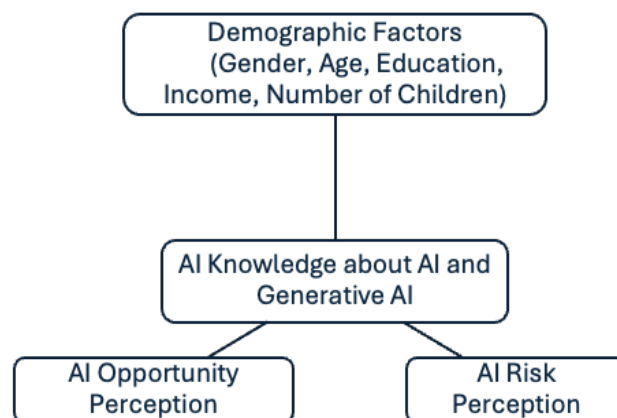 Demographic Factors
(Gender, Age, Education,
Income, Number of Children)
AI Knowledge about AI and
Generative AI
AI Opportunity
Perception
AI Risk
Perception